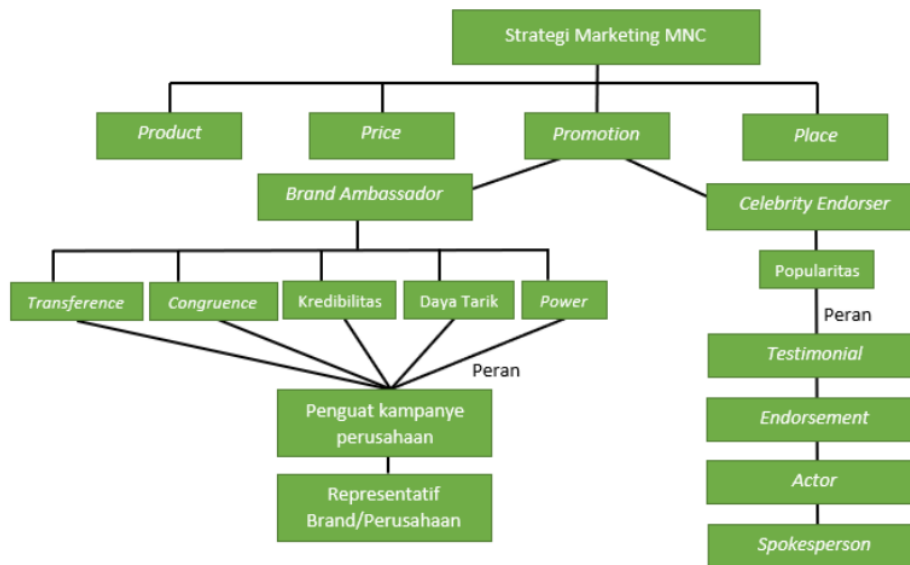 Strategi Marketing MNC
Product
Price
Promotion
Place
Brand Ambassador
Celebrity Endorser
Transference
Congruence
Kredibilitas
Daya Tarik
Power
Popularitas
Peran
Testimonial
Peran
Penguat kampanye
perusahaan
Endorsement
Representatif
Brand/Perusahaan
Actor
Spokesperson